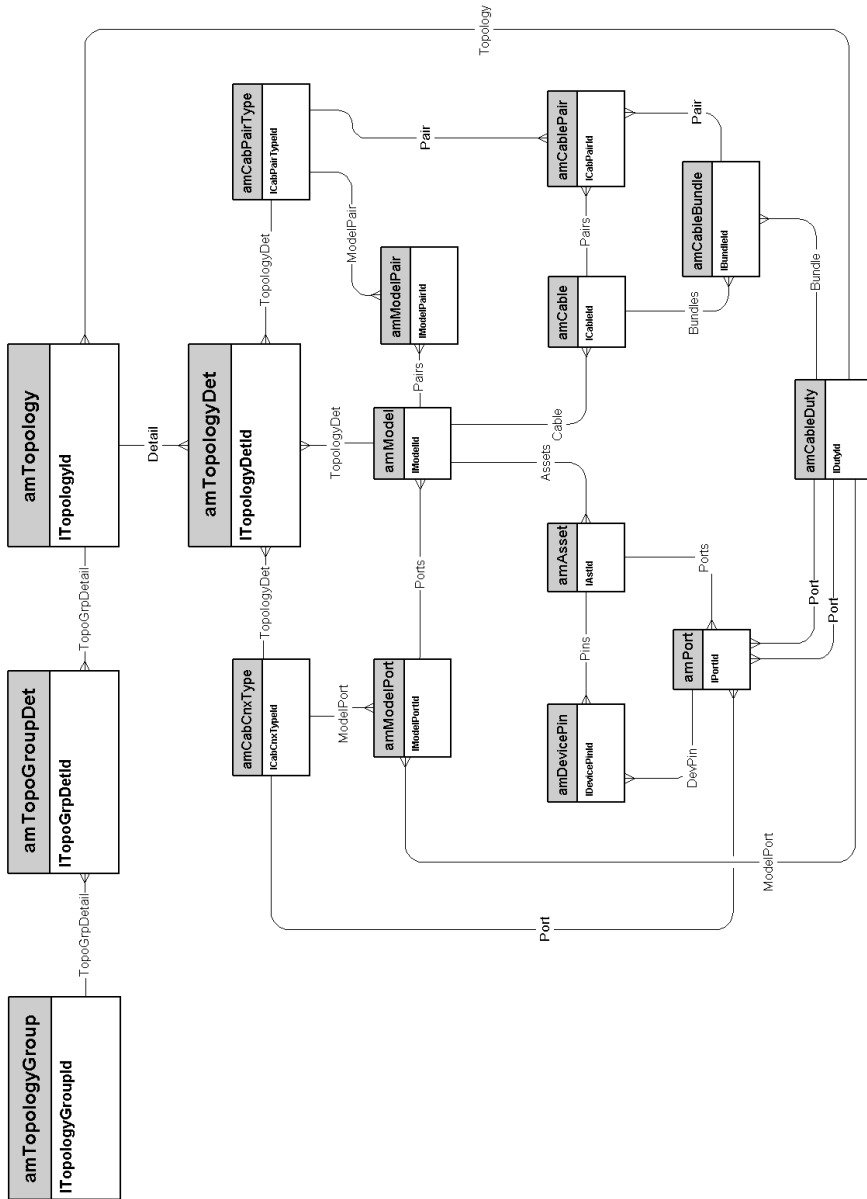 amTopologyGroup
lTopologyGroupId
TopoGrpDetail
amTopoGroupDet
lTopoGrpDetId
TopoGrpDetail
amTopology
lTopologyId
Detail
amCabCnxType
lCabCnxTypeId
TopologyDet
amTopologyDet
lTopologyDetId
TopologyDet
amCabPairType
lCabPairTypeId
ModelPort
TopologyDet
ModelPair
amModelPort
lModelPortId
Ports
amModel
lModelId
Pairs
amModelPair
lModelPairId
Pair
Topology
Port
Assets
Cable
amDevicePin
lDevicePinId
Pins
amAsset
lAstId
amCable
lCableId
Pairs
amCablePair
lCabPairId
DevPin
Ports
Bundles
Pair
amPort
lPortId
amCableBundle
lBundleId
ModelPort
Port
Port
Bundle
amCableDuty
lDutyId